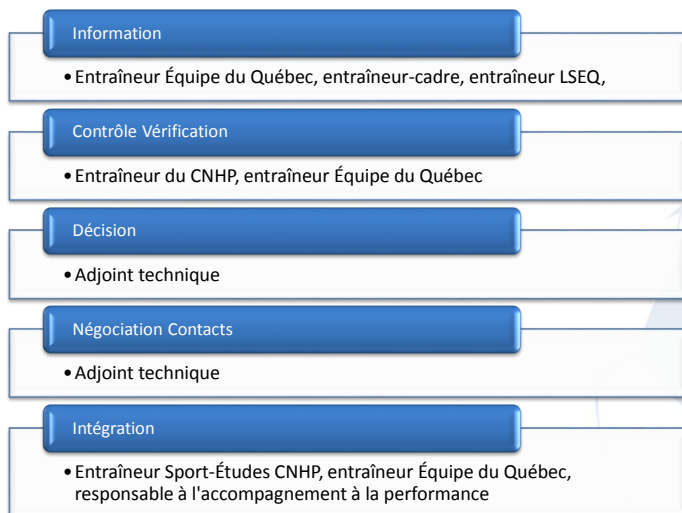 Information
• Entraîneur Équipe du Québec, entraîneur-cadre, entraîneur LSEQ,
Contrôle Vérification
• Entraîneur du CNHP, entraîneur Équipe du Québec
Décision
• Adjoint technique
Négociation Contacts
• Adjoint technique
Intégration
• Entraîneur Sport-Études CNHP, entraîneur Équipe du Québec,
responsable à l'accompagnement à la performance